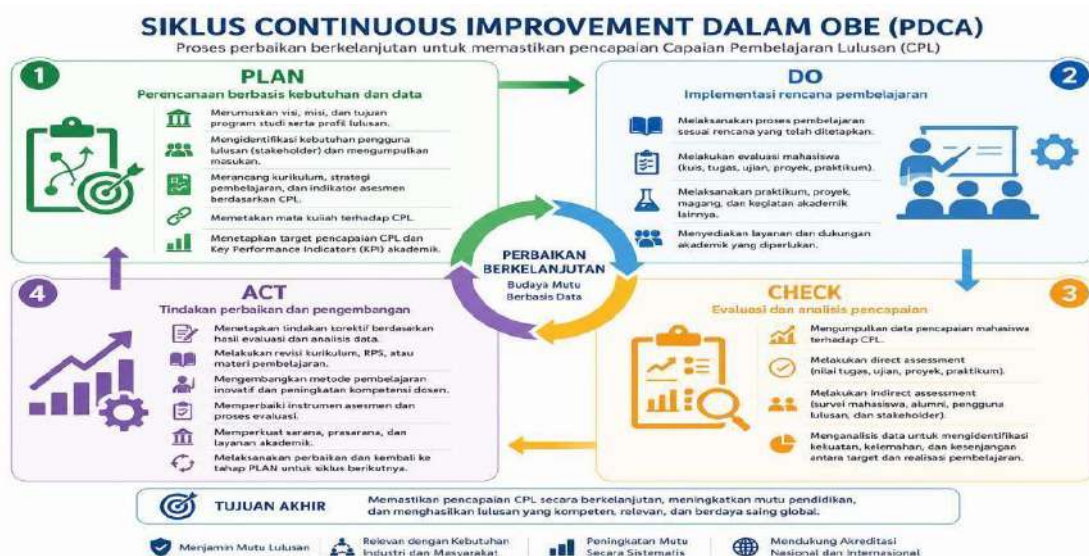 SIKLUS CONTINUOUS IMPROVEMENT DALAM OBE (PDCA)
Proses perbaikan berkelanjutan untuk memastikan pencapaian Capaian Pembelajaran Lulusan (CPL)
1
PLAN
Perencanaan berbasis kebutuhan dan data
Merumuskan visi, misi, dan tujuan
program studi serta profil lulusan.
Mengidentifikasi kebutuhan pengguna
lulusan (stakeholder) dan mengumpulkan
masukan.
Merancang kurikulum, strategi
pembelajaran, dan indikator asesmen
berdasarkan CPL.
Memetakan mata kuliah terhadap CPL.
Menetapkan target pencapaian CPL dan
Key Performance Indicators (KPI) akademik.
2
DO
Implementasi rencana pembelajaran
Melaksanakan proses pembelajaran
sesuai rencana yang telah ditetapkan.
Melakukan evaluasi mahasiswa
(kuis, tugas, ujian, proyek, praktikum).
Melaksanakan praktikum, proyek,
magang, dan kegiatan akademik
lainnya.
Menyediakan layanan dan dukungan
akademik yang diperlukan.
PERBAIKAN
BERKELANJUTAN
Budaya Mutu
Berbasis Data
3
CHECK
Evaluasi dan analisis pencapaian
Mengumpulkan data pencapaian mahasiswa
terhadap CPL.
Melakukan direct assessment
(nilai tugas, ujian, proyek, praktikum).
Melakukan indirect assessment
(survei mahasiswa, alumni, pengguna
lulusan, dan stakeholder).
Menganalisis data untuk mengidentifikasi
kekuatan, kelemahan, dan kesenjangan
antara target dan realisasi pembelajaran.
4
ACT
Tindakan perbaikan dan pengembangan
Menetapkan tindakan korektif berdasarkan
hasil evaluasi dan analisis data.
Melakukan revisi kurikulum, RPS, atau
materi pembelajaran.
Mengembangkan metode pembelajaran
inovatif dan peningkatan kompetensi dosen.
Memperbaiki instrumen asesmen dan
proses evaluasi.
Memperkuat sarana, prasarana, dan
layanan akademik.
Melaksanakan perbaikan dan kembali ke
tahap PLAN untuk siklus berikutnya.
TUJUAN AKHIR
Memastikan pencapaian CPL secara berkelanjutan, meningkatkan mutu pendidikan,
dan menghasilkan lulusan yang kompeten, relevan, dan berdaya saing global.
Menjamin Mutu Lulusan
Relevan dengan Kebutuhan
Industri dan Masyarakat
Peningkatan Mutu
Secara Sistematis
Mendukung Akreditasi
Nasional dan Internasional